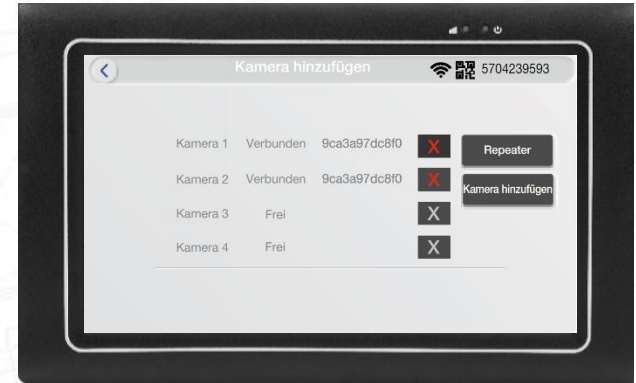 Kamera hinzufügen 5704239593
Kamera 1 Verbunden 9ca3a97dc8f0 X Repeater
Kamera 2 Verbunden 9ca3a97dc8f0 X Kamera hinzufügen
Kamera 3 Frei X
Kamera 4 Frei X